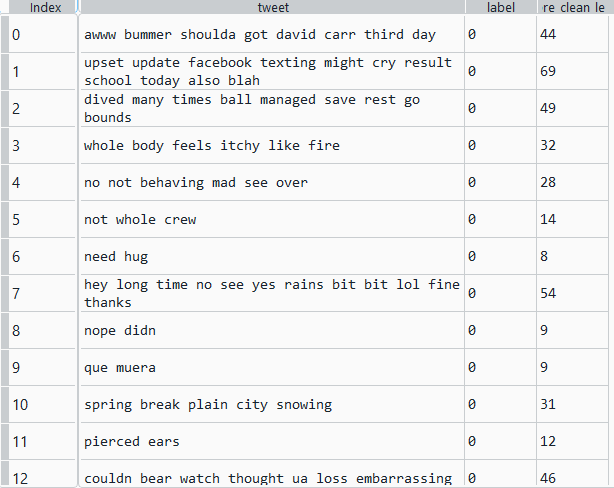 Index tweet label re clean le
0 awww bummer shoulda got david carr third day 0 44
upset update facebook texting might cry result
1 school today also blah 0 69
dived many times ball managed save rest go
2 bounds 0 49
3 whole body feels itchy like fire 0 32
4 no not behaving mad see over 0 28
5 not whole crew 0 14
6 need hug 0 8
hey long time no see yes rains bit bit lol fine
7 thanks 0 54
8 nope didn 0 9
9 que muera 0 9
10 spring break plain city snowing 0 31
11 pierced ears 0 12
12 couldn bear watch thought ua loss embarrassing 0 46